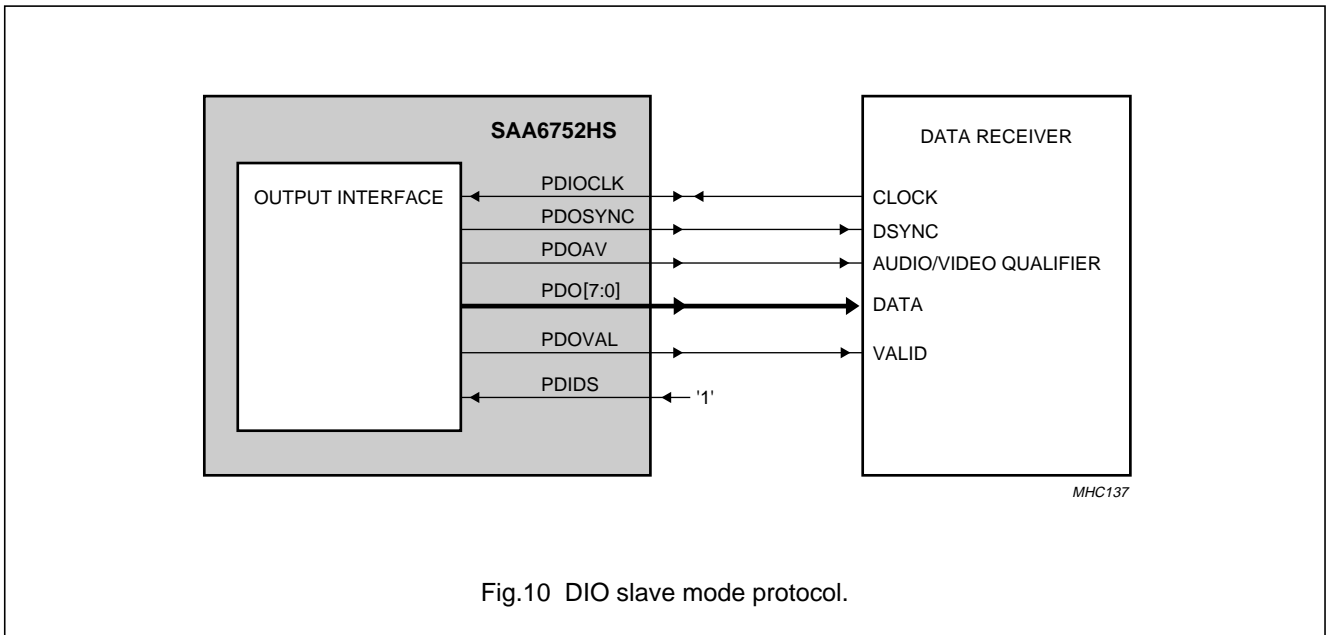 SAA6752HS
DATA RECEIVER
OUTPUT INTERFACE
PDIOCLK
CLOCK
PDOSYNC
DSYNC
PDOAV
AUDIO/VIDEO QUALIFIER
PDO[7:0]
DATA
PDOVAL
VALID
PDIDS
'1'
MHC137
Fig.10 DIO slave mode protocol.